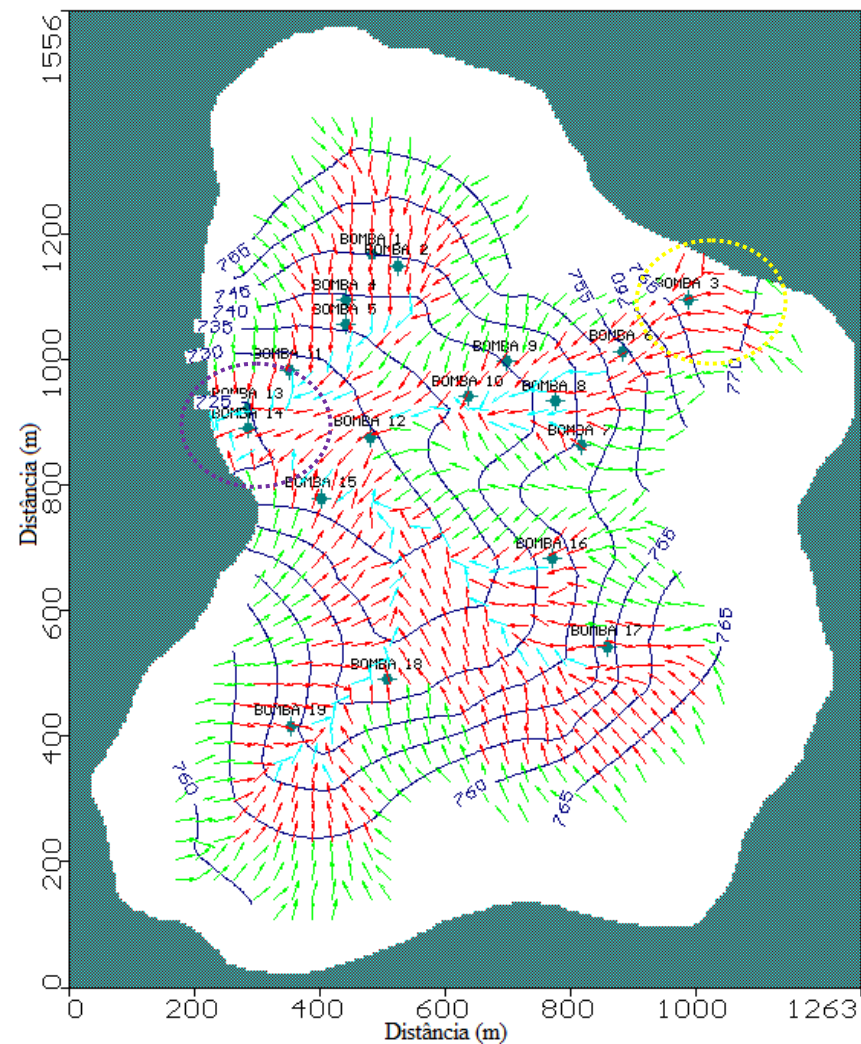 1556
1200
1000
800
600
400
200
0
Distância (m)
0
200
400
600
800
1000
1263
Distância (m)
BOMBA 1
BOMBA 2
BOMBA 4
BOMBA 5
BOMBA 3
BOMBA 6
BOMBA 9
BOMBA 8
BOMBA 10
BOMBA 7
BOMBA 11
BOMBA 13
BOMBA 14
BOMBA 12
BOMBA 15
BOMBA 16
BOMBA 17
BOMBA 18
BOMBA 19
745
740
735
730
725
755
760
765
770
765
760
765
760